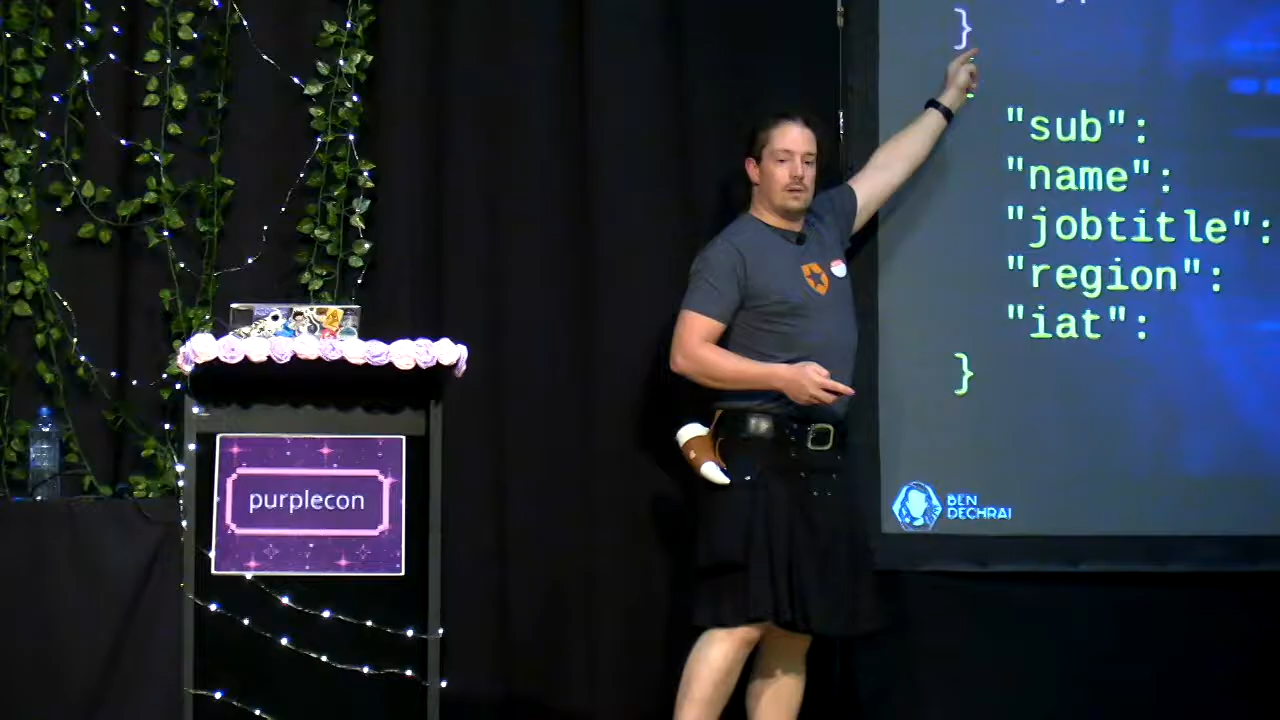 }
"sub":
"name":
"jobtitle":
"region":
"iat":
}
BEN
DECHRAI
purplecon